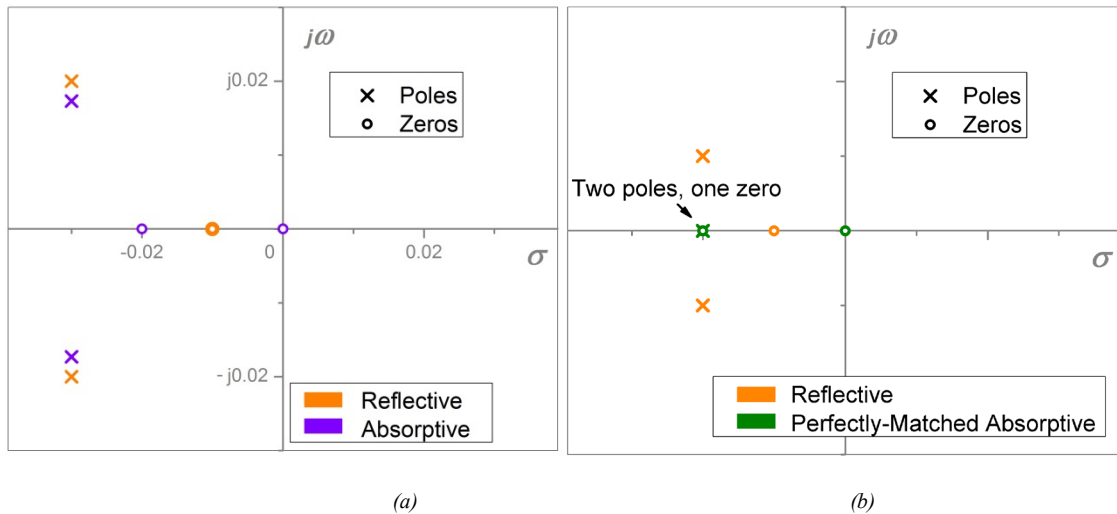 jω
j0.02
Poles
Zeros
-0.02
0
0.02
σ
- j0.02
Reflective
Absorptive
(a)
jω
Poles
Zeros
Two poles, one zero
σ
Reflective
Perfectly-Matched Absorptive
(b)